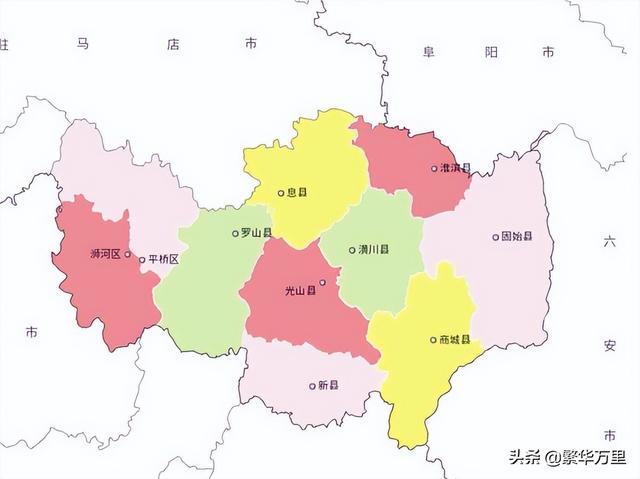 驻 马 店 市
阜 阳 市
淮滨县
息县
罗山县
固始县
潢川县
浉河区
平桥区
六安市
光山县
市
商城县
新县
头条 @繁华万里